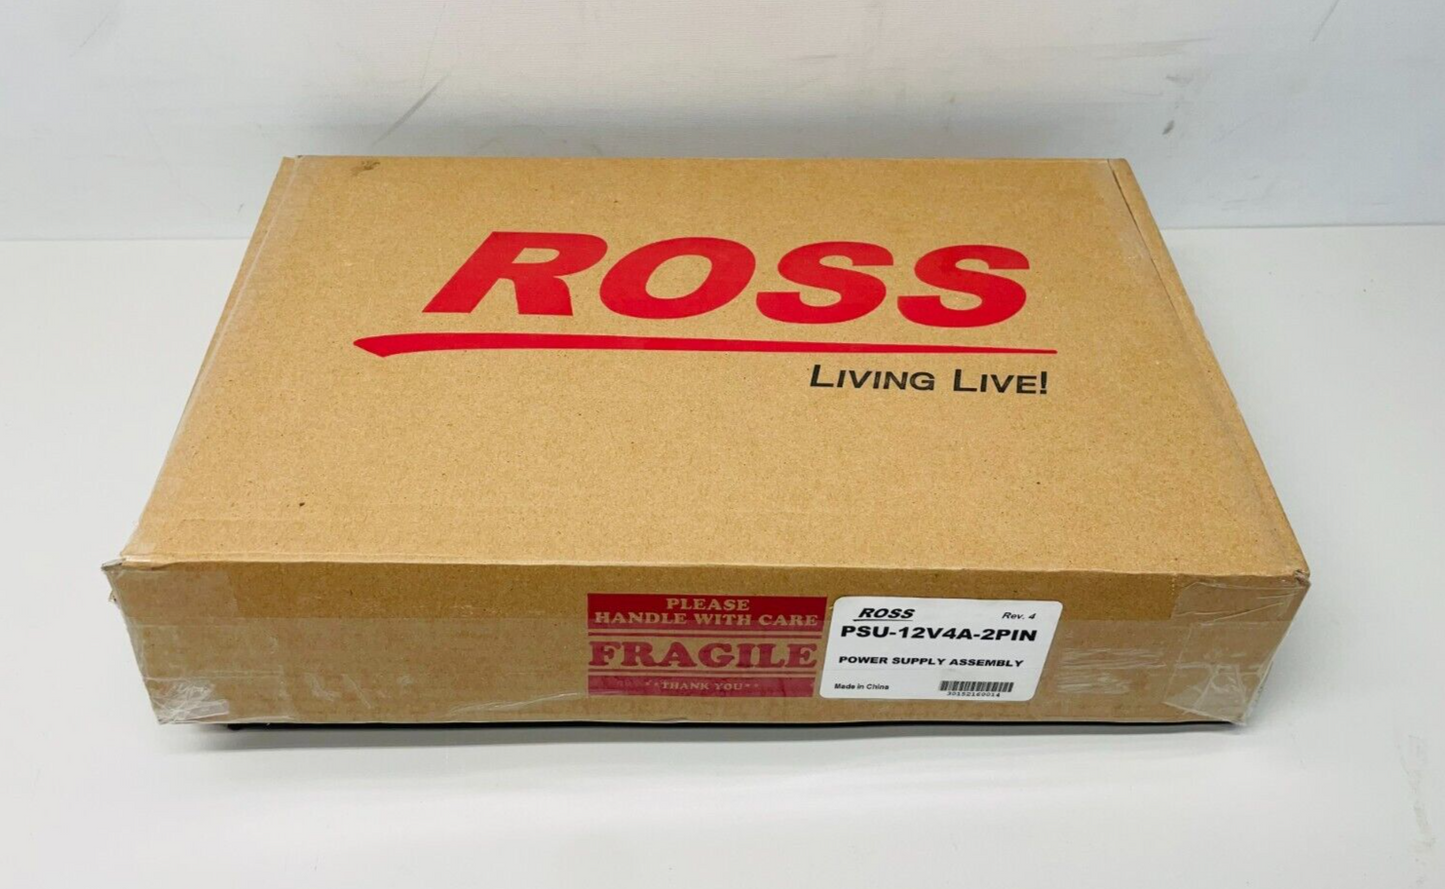 ROSS
LIVING LIVE!
PLEASE
HANDLE WITH CARE
FRAGILE
**THANK YOU**
ROSS
Rev. 4
PSU-12V4A-2PIN
POWER SUPPLY ASSEMBLY
Made in China
30152160014